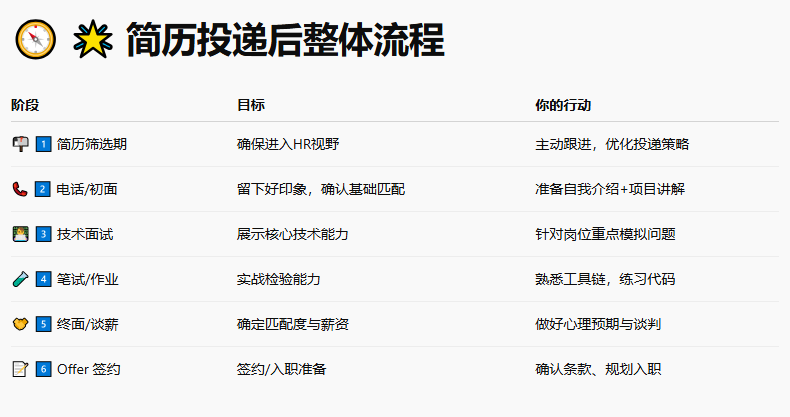 🧭 🌟 简历投递后整体流程
阶段 目标 你的行动
📬 1️⃣ 简历筛选期 确保进入HR视野 主动跟进，优化投递策略
📞 2️⃣ 电话/初面 留下好印象，确认基础匹配 准备自我介绍+项目讲解
👨‍💻 3️⃣ 技术面试 展示核心技术能力 针对岗位重点模拟问题
🧪 4️⃣ 笔试/作业 实战检验能力 熟悉工具链，练习代码
🤝 5️⃣ 终面/谈薪 确定匹配度与薪资 做好心理预期与谈判
📝 6️⃣ Offer 签约 签约/入职准备 确认条款、规划入职